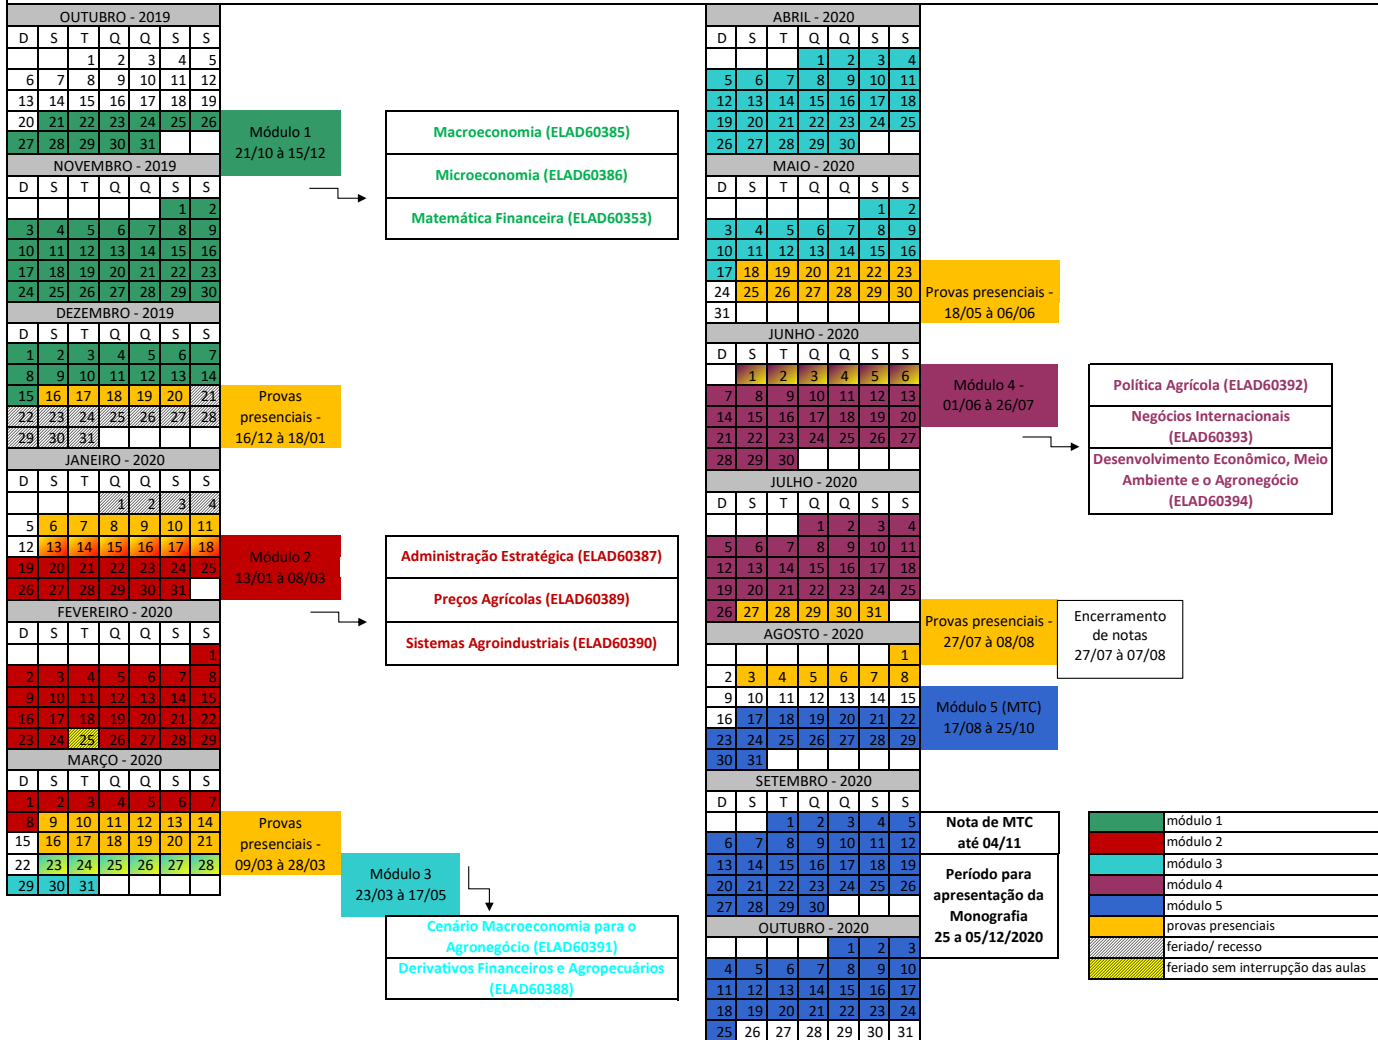 OUTUBRO - 2019
D S T Q Q S S
1 2 3 4 5
6 7 8 9 10 11 12
13 14 15 16 17 18 19
20 21 22 23 24 25 26
27 28 29 30 31
Módulo 1
21/10 à 15/12
Macroeconomia (ELAD60385)
Microeconomia (ELAD60386)
Matemática Financeira (ELAD60353)
NOVEMBRO - 2019
D S T Q Q S S
1 2
3 4 5 6 7 8 9
10 11 12 13 14 15 16
17 18 19 20 21 22 23
24 25 26 27 28 29 30
DEZEMBRO - 2019
D S T Q Q S S
1 2 3 4 5 6 7
8 9 10 11 12 13 14
15 16 17 18 19 20 21
22 23 24 25 26 27 28
29 30 31
Provas
presenciais -
16/12 à 18/01
JANEIRO - 2020
D S T Q Q S S
1 2 3 4
5 6 7 8 9 10 11
12 13 14 15 16 17 18
19 20 21 22 23 24 25
26 27 28 29 30 31
Módulo 2
13/01 à 08/03
Administração Estratégica (ELAD60387)
Preços Agrícolas (ELAD60389)
Sistemas Agroindustriais (ELAD60390)
FEVEREIRO - 2020
D S T Q Q S S
1
2 3 4 5 6 7 8
9 10 11 12 13 14 15
16 17 18 19 20 21 22
23 24 25 26 27 28 29
MARÇO - 2020
D S T Q Q S S
1 2 3 4 5 6 7
8 9 10 11 12 13 14
15 16 17 18 19 20 21
22 23 24 25 26 27 28
29 30 31
Provas
presenciais -
09/03 à 28/03
Módulo 3
23/03 à 17/05
Cenário Macroeconomia para o
Agronegócio (ELAD60391)
Derivativos Financeiros e Agropecuários
(ELAD60388)
ABRIL - 2020
D S T Q Q S S
1 2 3 4
5 6 7 8 9 10 11
12 13 14 15 16 17 18
19 20 21 22 23 24 25
26 27 28 29 30
MAIO - 2020
D S T Q Q S S
1 2
3 4 5 6 7 8 9
10 11 12 13 14 15 16
17 18 19 20 21 22 23
24 25 26 27 28 29 30
31
Provas presenciais -
18/05 à 06/06
JUNHO - 2020
D S T Q Q S S
1 2 3 4 5 6
7 8 9 10 11 12 13
14 15 16 17 18 19 20
21 22 23 24 25 26 27
28 29 30
Módulo 4 -
01/06 à 26/07
Política Agrícola (ELAD60392)
Negócios Internacionais
(ELAD60393)
Desenvolvimento Econômico, Meio
Ambiente e o Agronegócio
(ELAD60394)
JULHO - 2020
D S T Q Q S S
1 2 3 4
5 6 7 8 9 10 11
12 13 14 15 16 17 18
19 20 21 22 23 24 25
26 27 28 29 30 31
Provas presenciais -
27/07 à 08/08
Encerramento
de notas
27/07 à 07/08
AGOSTO - 2020
1
2 3 4 5 6 7 8
9 10 11 12 13 14 15
16 17 18 19 20 21 22
23 24 25 26 27 28 29
30 31
Módulo 5 (MTC)
17/08 à 25/10
SETEMBRO - 2020
D S T Q Q S S
1 2 3 4 5
6 7 8 9 10 11 12
13 14 15 16 17 18 19
20 21 22 23 24 25 26
27 28 29 30
Nota de MTC
até 04/11
Período para
apresentação da
Monografia
25 a 05/12/2020
OUTUBRO - 2020
1 2 3
4 5 6 7 8 9 10
11 12 13 14 15 16 17
18 19 20 21 22 23 24
25 26 27 28 29 30 31
módulo 1
módulo 2
módulo 3
módulo 4
módulo 5
provas presenciais
feriado/ recesso
feriado sem interrupção das aulas